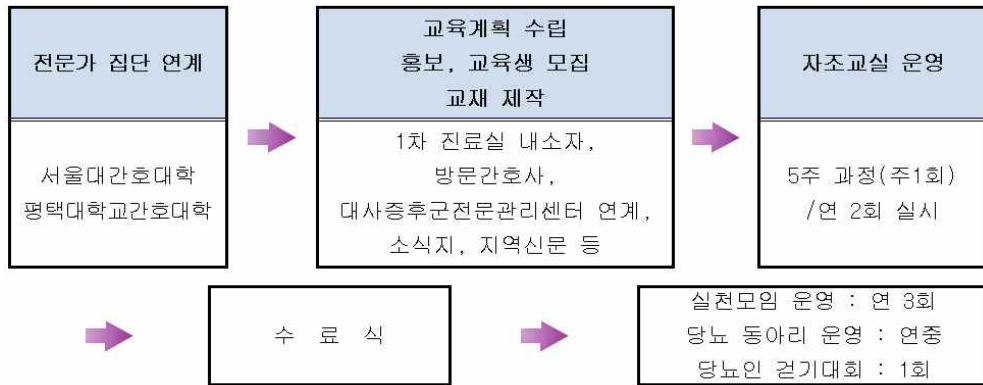 전문가 집단 연계
서울대간호대학
평택대학교간호대학
교육계획 수립
홍보, 교육생 모집
교재 제작
1차 진료실 내소자,
방문간호사,
대사증후군전문관리센터 연계,
소식지, 지역신문 등
자조교실 운영
5주 과정(주1회)
/연 2회 실시
수 료 식
실천모임 운영 : 연 3회
당뇨 동아리 운영 : 연중
당뇨인 걷기대회 : 1회